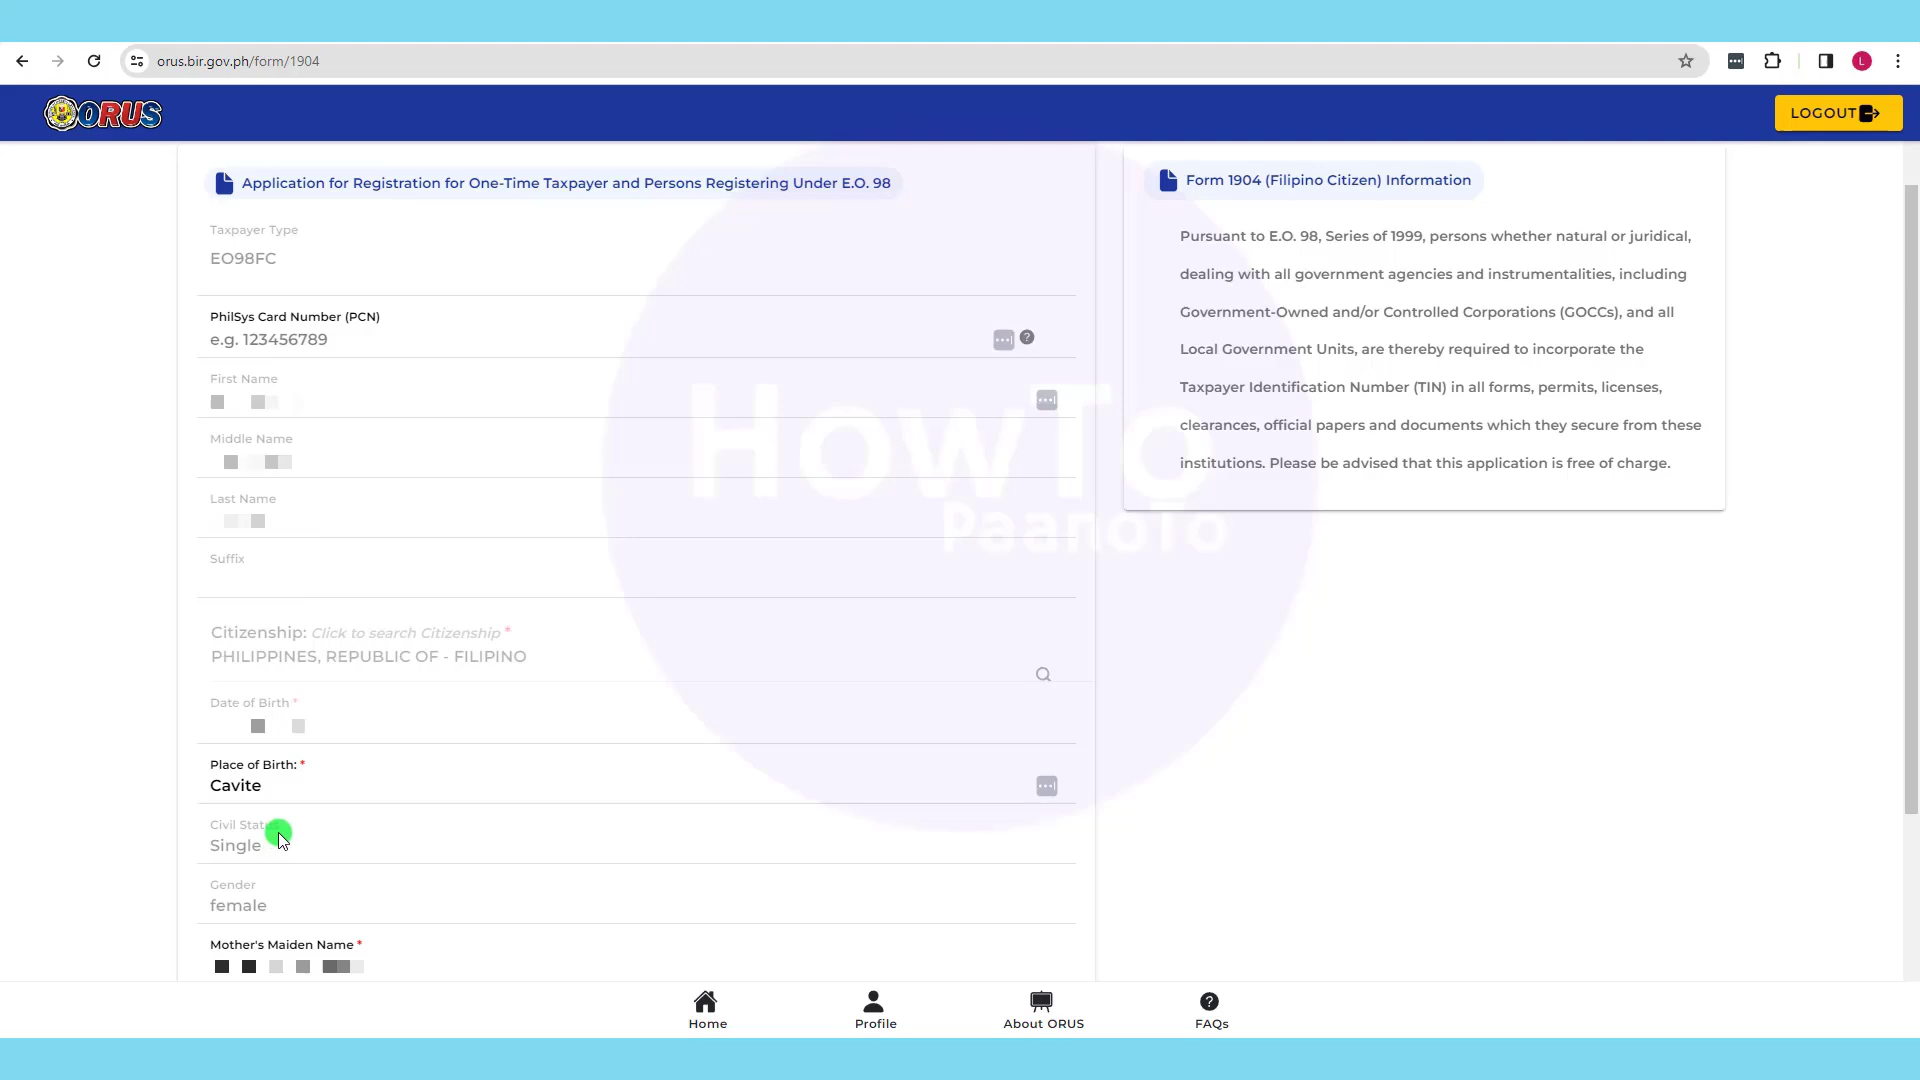 orus.bir.gov.ph/form/1904
L
ORUS
LOGOUT
Application for Registration for One-Time Taxpayer and Persons Registering Under E.O. 98
Taxpayer Type
EO98FC
PhilSys Card Number (PCN)
e.g. 123456789
First Name
Middle Name
Last Name
Suffix
Citizenship: Click to search Citizenship *
PHILIPPINES, REPUBLIC OF - FILIPINO
Date of Birth *
Place of Birth: *
Cavite
Civil Status
Single
Gender
female
Mother's Maiden Name *
Form 1904 (Filipino Citizen) Information
Pursuant to E.O. 98, Series of 1999, persons whether natural or juridical,
dealing with all government agencies and instrumentalities, including
Government-Owned and/or Controlled Corporations (GOCCs), and all
Local Government Units, are thereby required to incorporate the
Taxpayer Identification Number (TIN) in all forms, permits, licenses,
clearances, official papers and documents which they secure from these
institutions. Please be advised that this application is free of charge.
HowTo
PaanoTo
Home
Profile
About ORUS
FAQs